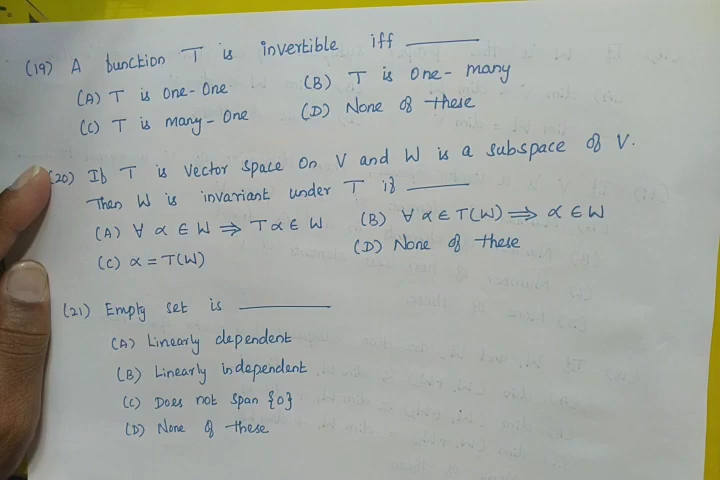 (19) A function T is invertible iff ______
(A) T is one-one (B) T is one-many
(C) T is many-one (D) None of these
(20) If T is Vector space on V and W is a subspace of V.
Then W is invariant under T if ______
(A) ∀ α ∈ W ⇒ Tα ∈ W (B) ∀ α ∈ T(W) ⇒ α ∈ W
(C) α = T(W) (D) None of these
(21) Empty set is ______
(A) Linearly dependent
(B) Linearly independent
(C) Does not span {0}
(D) None of these